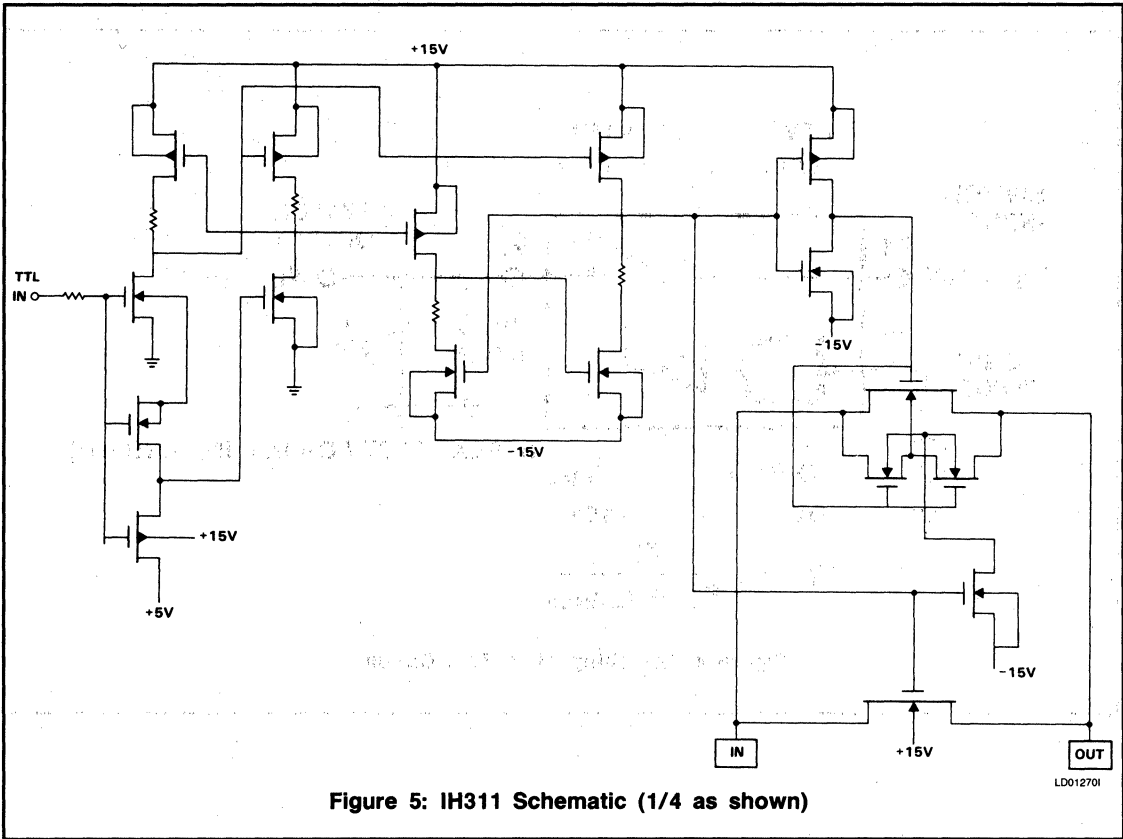 +15V
TTL
IN
-15V
-15V
+15V
+5V
-15V
IN
+15V
OUT
LD01270I
Figure 5: IH311 Schematic (1/4 as shown)